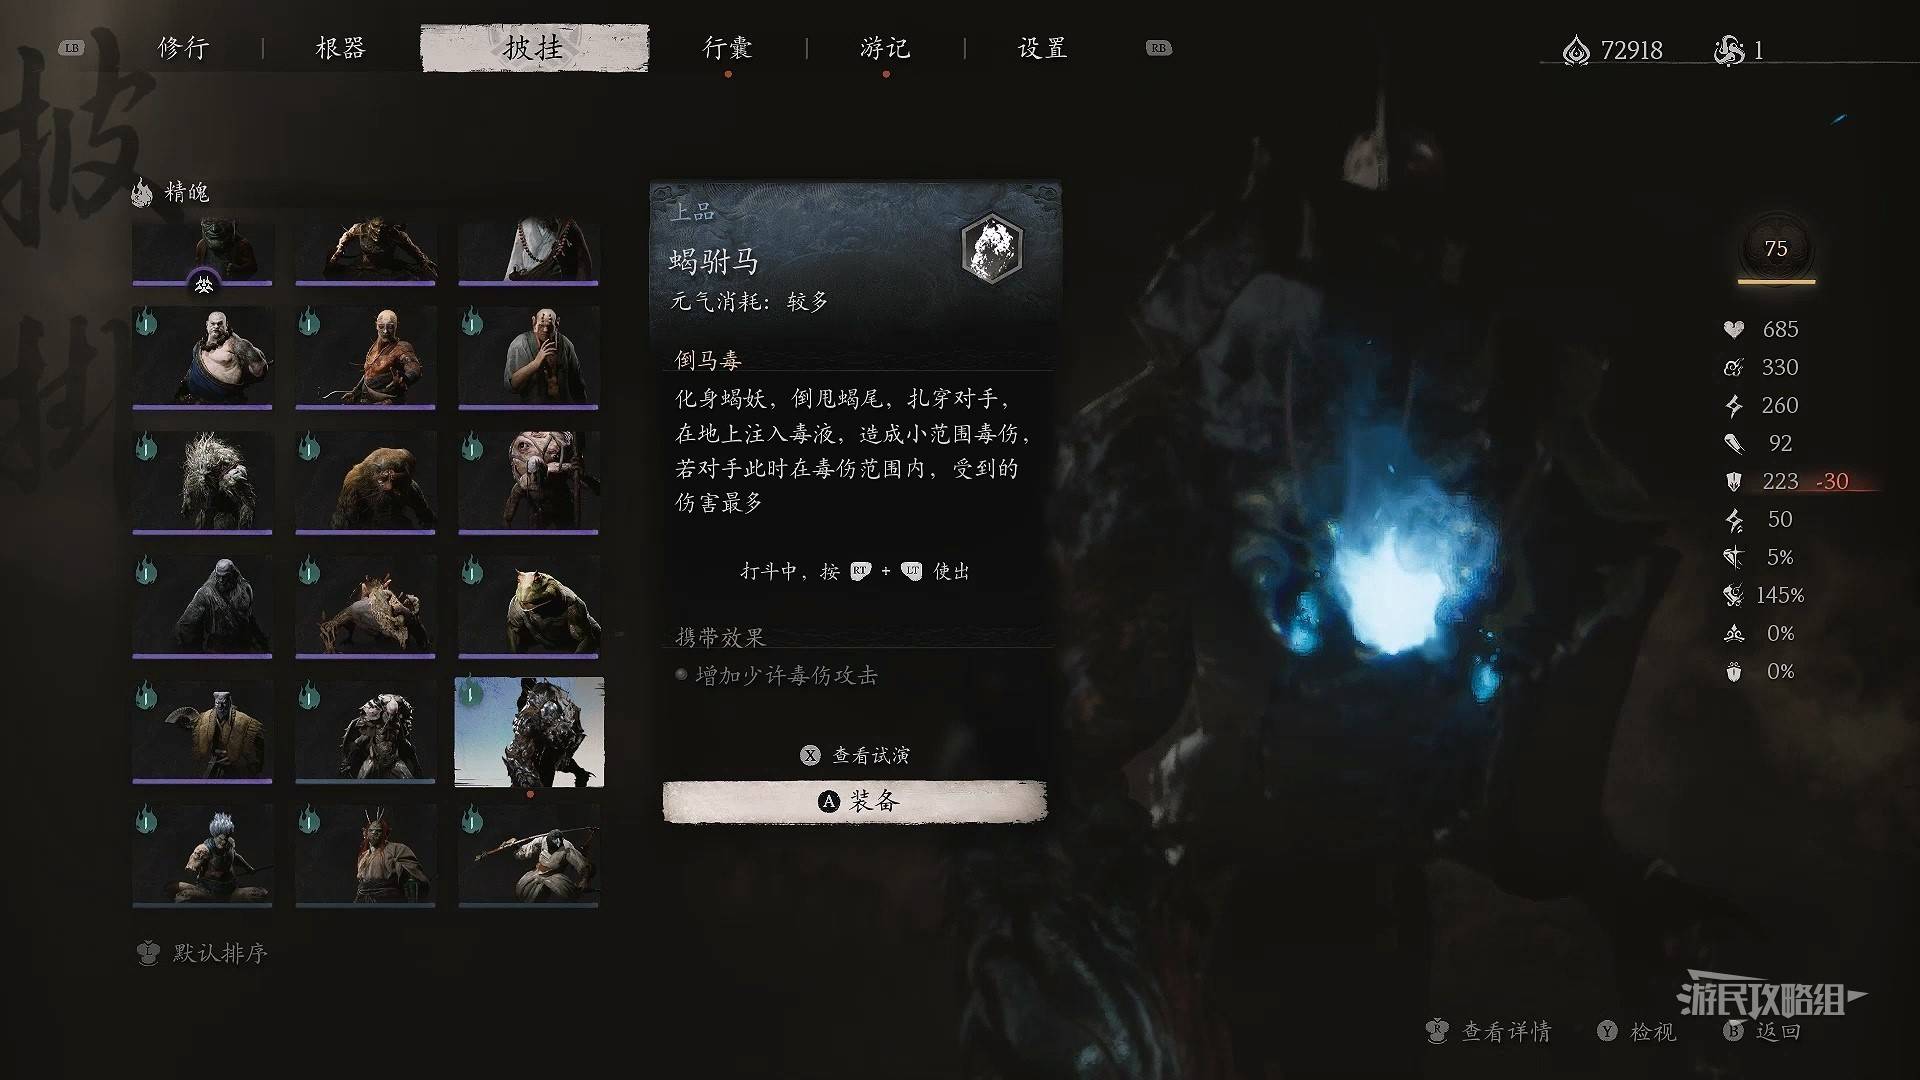 LB 修行 根器 披挂 行囊 游记 设置 RB 72918 1
披挂
精魄
上品
蝎驸马
元气消耗：较多
倒马毒
化身蝎妖，倒甩蝎尾，扎穿对手，
在地上注入毒液，造成小范围毒伤，
若对手此时在毒伤范围内，受到的
伤害最多
打斗中，按 RT + LT 使出
携带效果
增加少许毒伤攻击
X 查看试演
A 装备
75
685
330
260
92
223 -30
50
5%
145%
0%
0%
L 默认排序
游民攻略组
R 查看详情 Y 检视 B 返回